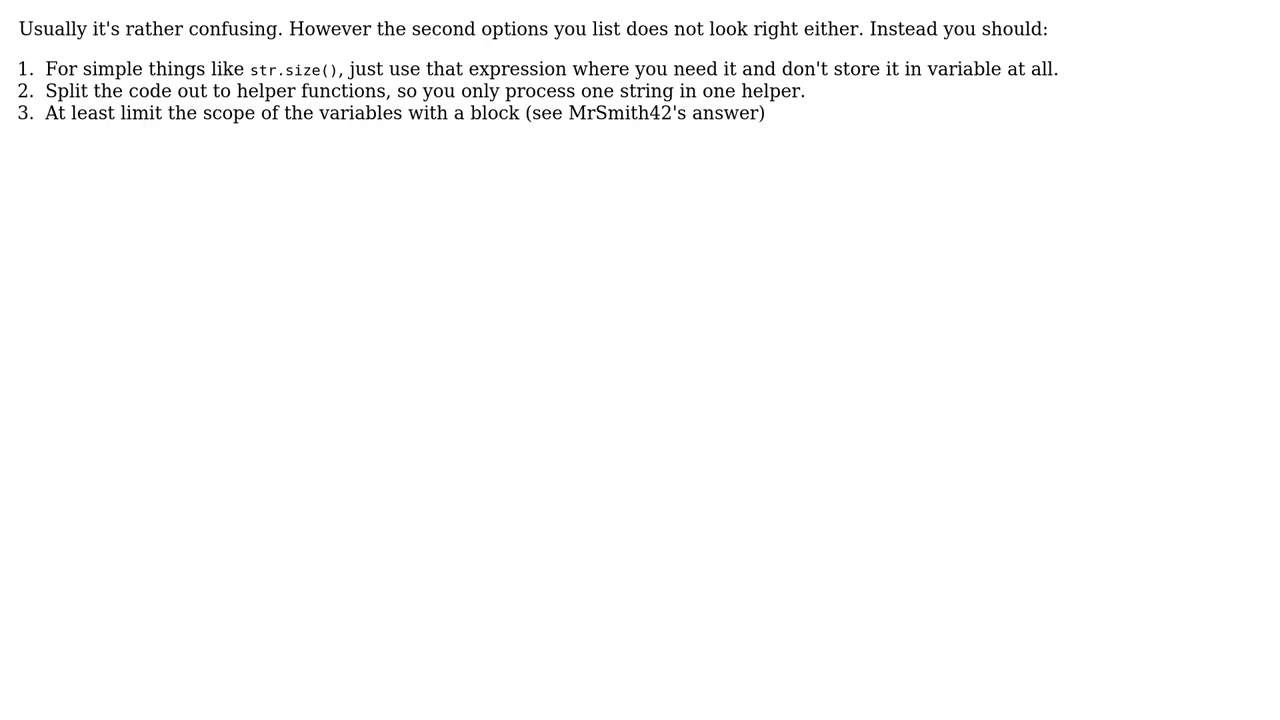 Usually it's rather confusing. However the second options you list does not look right either. Instead you should:
1. For simple things like str.size(), just use that expression where you need it and don't store it in variable at all.
2. Split the code out to helper functions, so you only process one string in one helper.
3. At least limit the scope of the variables with a block (see MrSmith42's answer)